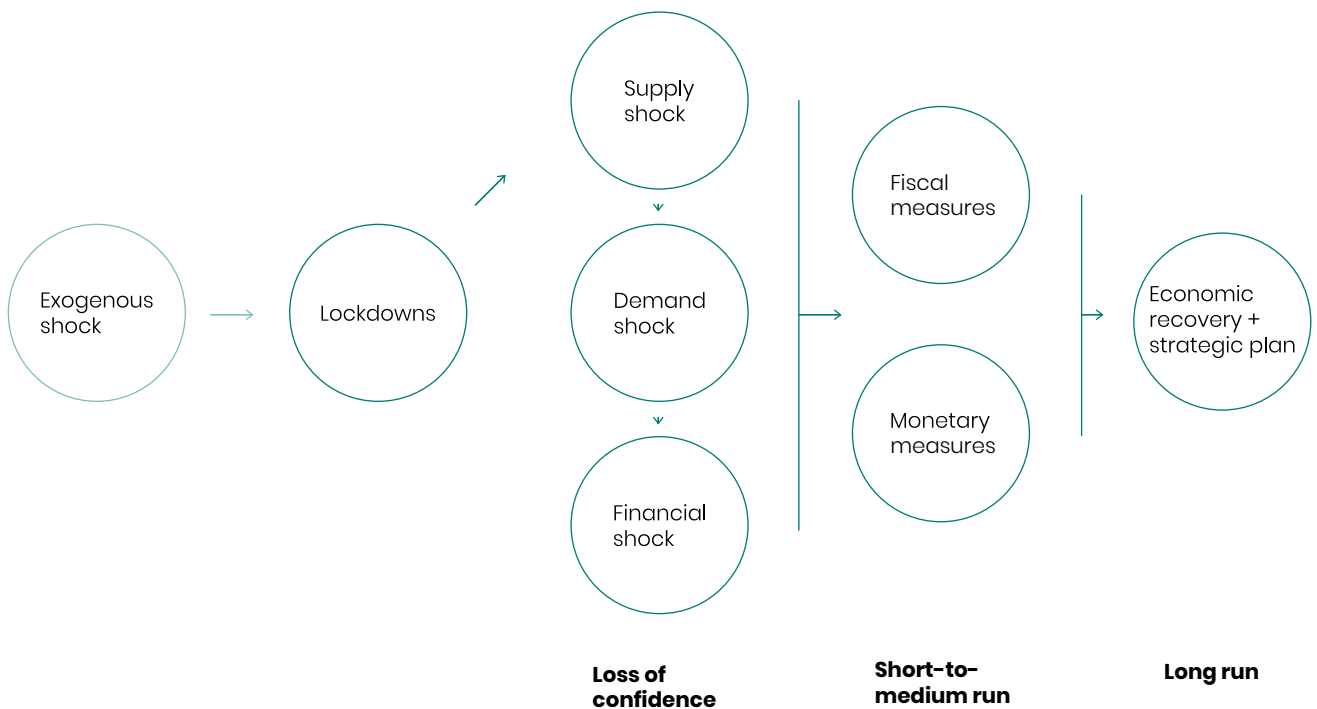 Exogenous
shock
Lockdowns
Supply
shock
Demand
shock
Financial
shock
Loss of
confidence
Fiscal
measures
Monetary
measures
Short-to-
medium run
Economic
recovery +
strategic plan
Long run